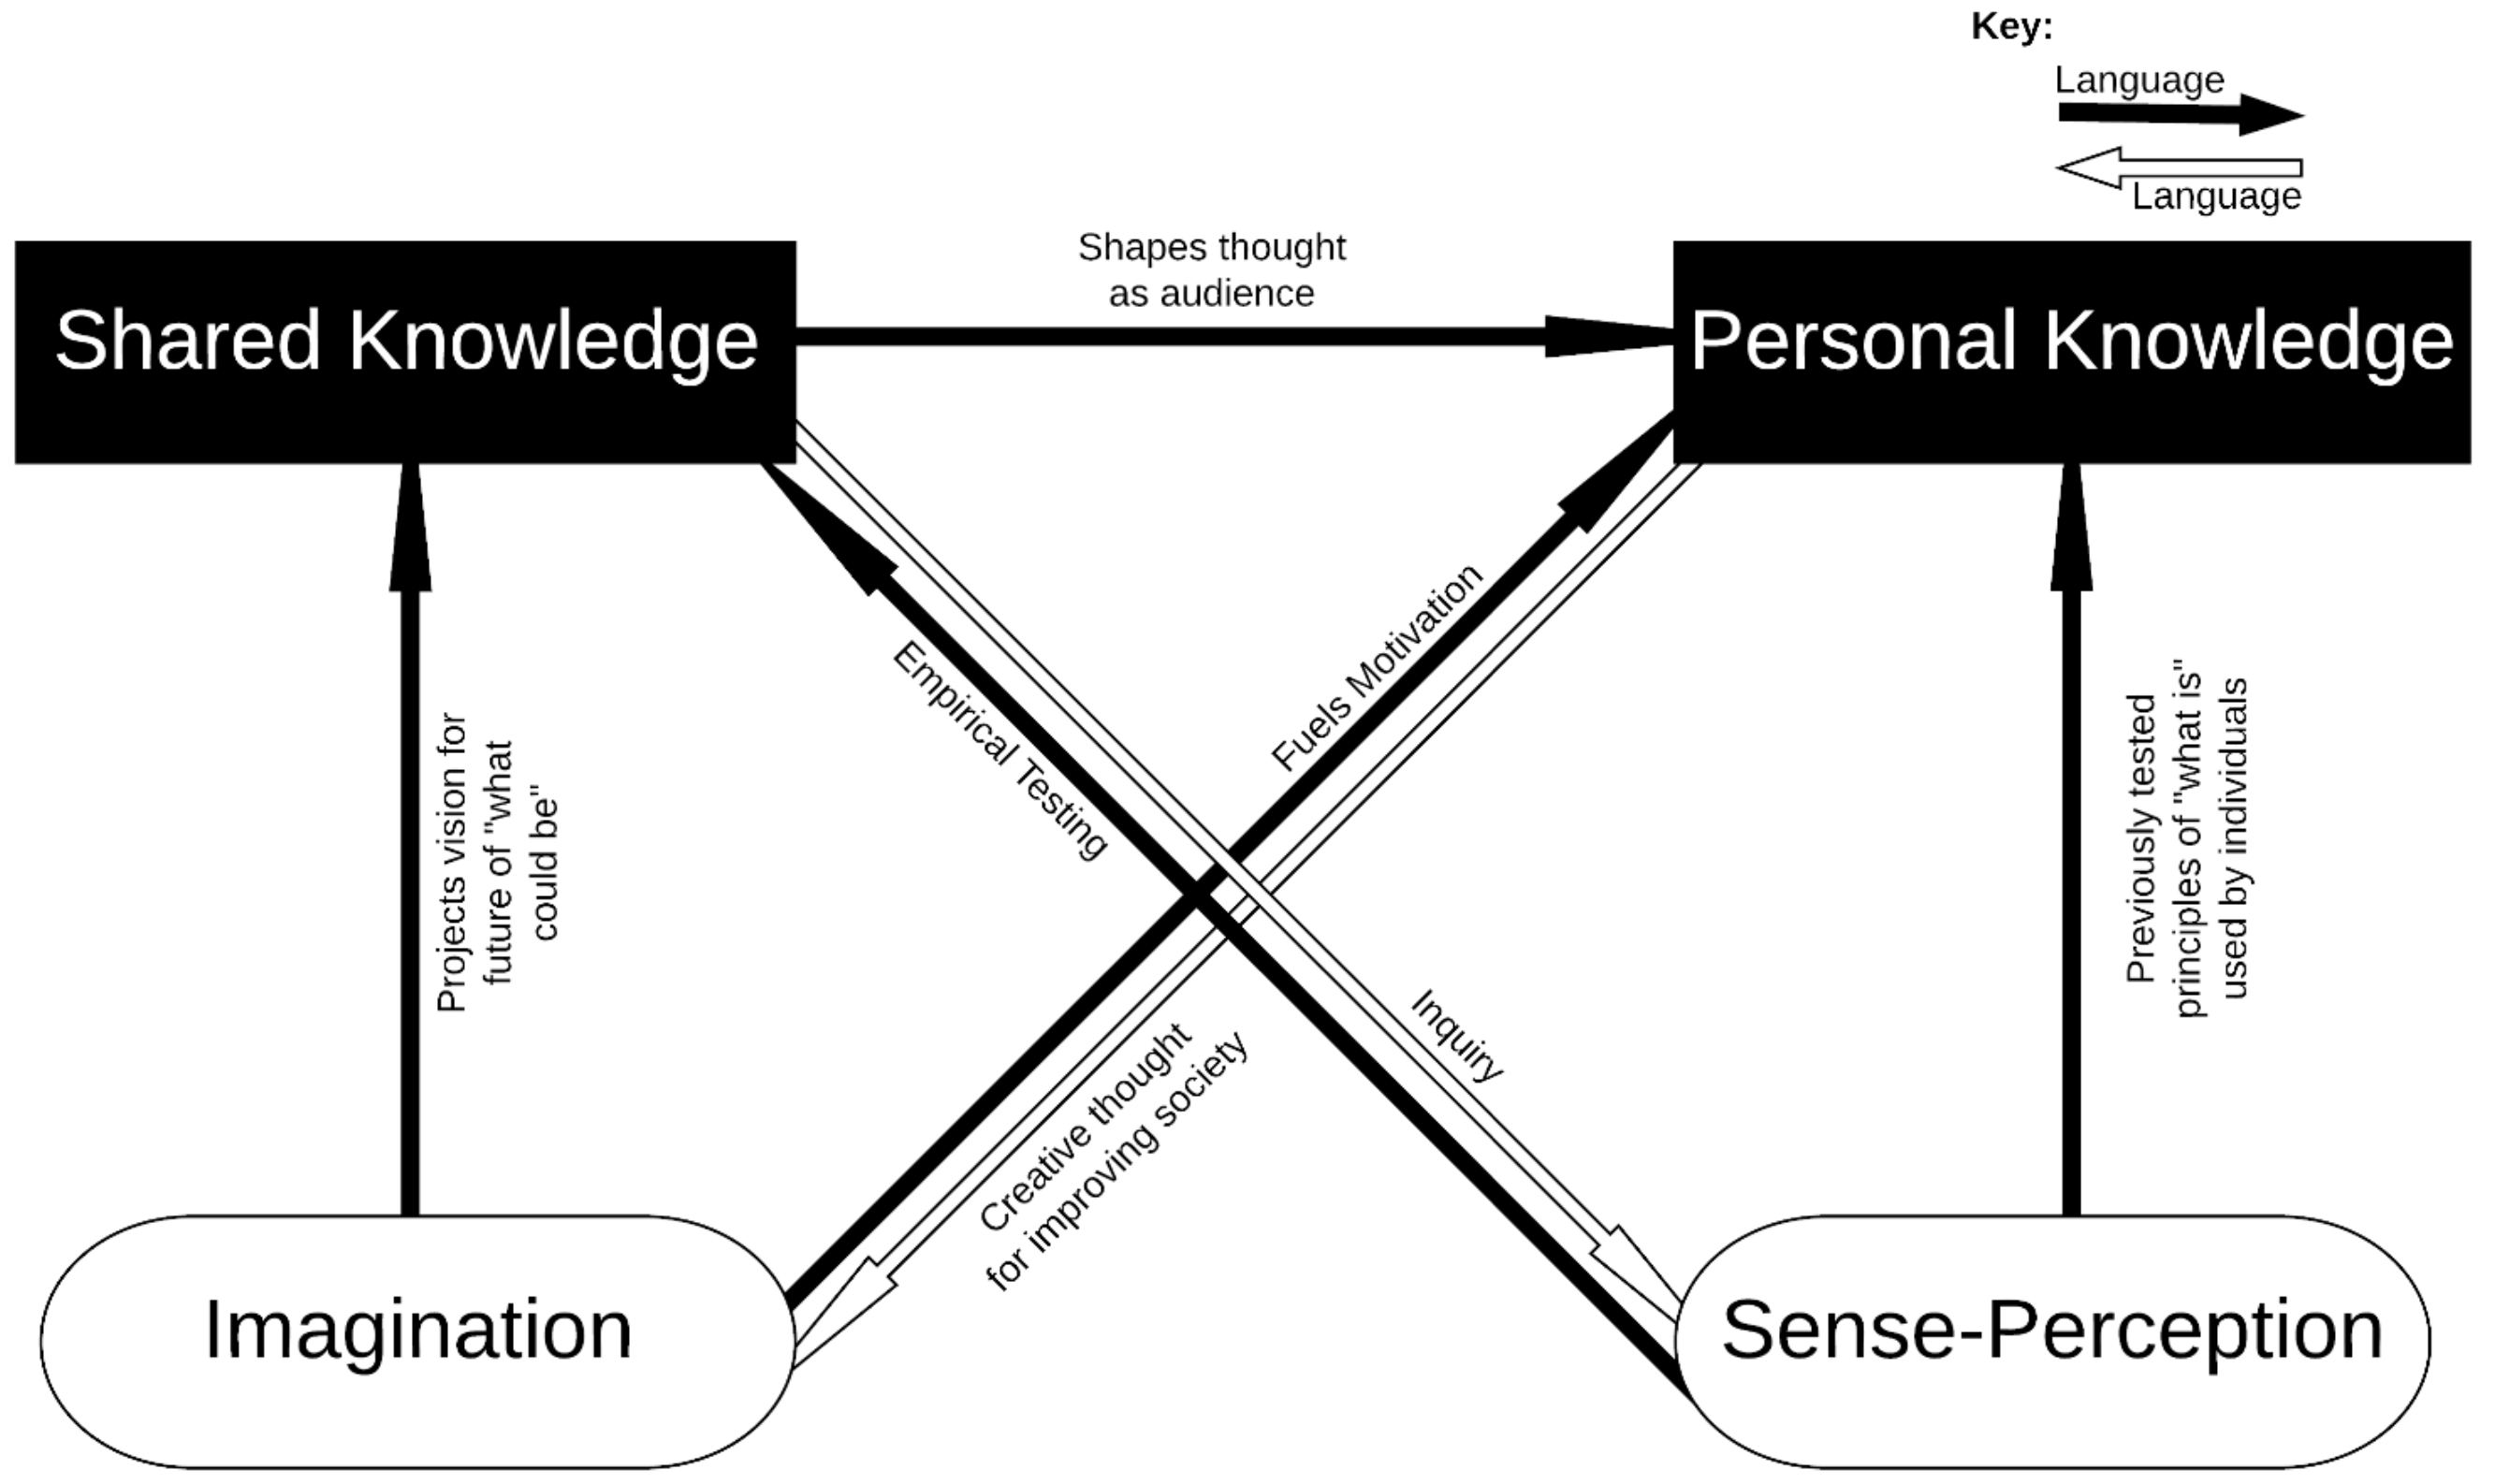 Key:
Language
Language
Shapes thought
as audience
Shared Knowledge
Personal Knowledge
Fuels Motivation
Empirical Testing
Projects vision for
future of "what
could be"
Previously tested
principles of "what is"
used by individuals
Inquiry
Creative thought
for improving society
Imagination
Sense-Perception